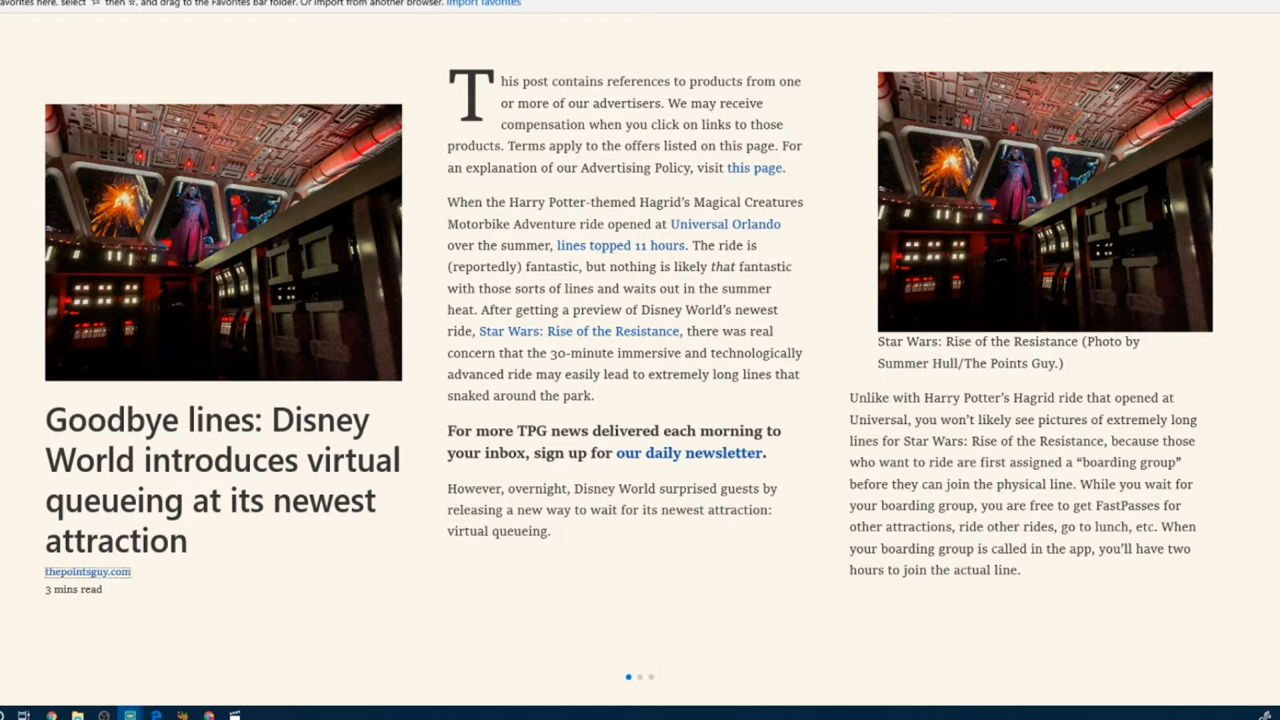 avorites here, select then ☆, and drag to the Favorites Bar folder. Or import from another browser. Import favorites
Goodbye lines: Disney
World introduces virtual
queueing at its newest
attraction
thepointsguy.com
3 mins read
This post contains references to products from one
or more of our advertisers. We may receive
compensation when you click on links to those
products. Terms apply to the offers listed on this page. For
an explanation of our Advertising Policy, visit this page.
When the Harry Potter-themed Hagrid's Magical Creatures
Motorbike Adventure ride opened at Universal Orlando
over the summer, lines topped 11 hours. The ride is
(reportedly) fantastic, but nothing is likely that fantastic
with those sorts of lines and waits out in the summer
heat. After getting a preview of Disney World's newest
ride, Star Wars: Rise of the Resistance, there was real
concern that the 30-minute immersive and technologically
advanced ride may easily lead to extremely long lines that
snaked around the park.
For more TPG news delivered each morning to
your inbox, sign up for our daily newsletter.
However, overnight, Disney World surprised guests by
releasing a new way to wait for its newest attraction:
virtual queueing.
Star Wars: Rise of the Resistance (Photo by
Summer Hull/The Points Guy.)
Unlike with Harry Potter's Hagrid ride that opened at
Universal, you won't likely see pictures of extremely long
lines for Star Wars: Rise of the Resistance, because those
who want to ride are first assigned a "boarding group"
before they can join the physical line. While you wait for
your boarding group, you are free to get FastPasses for
other attractions, ride other rides, go to lunch, etc. When
your boarding group is called in the app, you'll have two
hours to join the actual line.